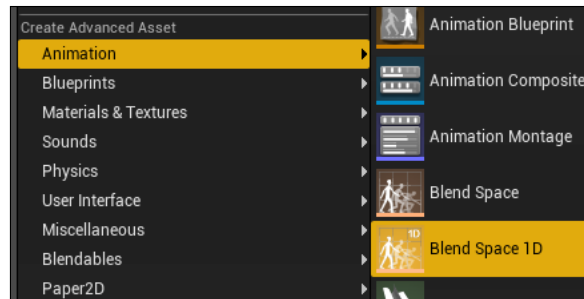 Create Advanced Asset
Animation
Blueprints
Materials & Textures
Sounds
Physics
User Interface
Miscellaneous
Blendables
Paper2D
Animation Blueprint
Animation Composite
Animation Montage
Blend Space
1D
Blend Space 1D